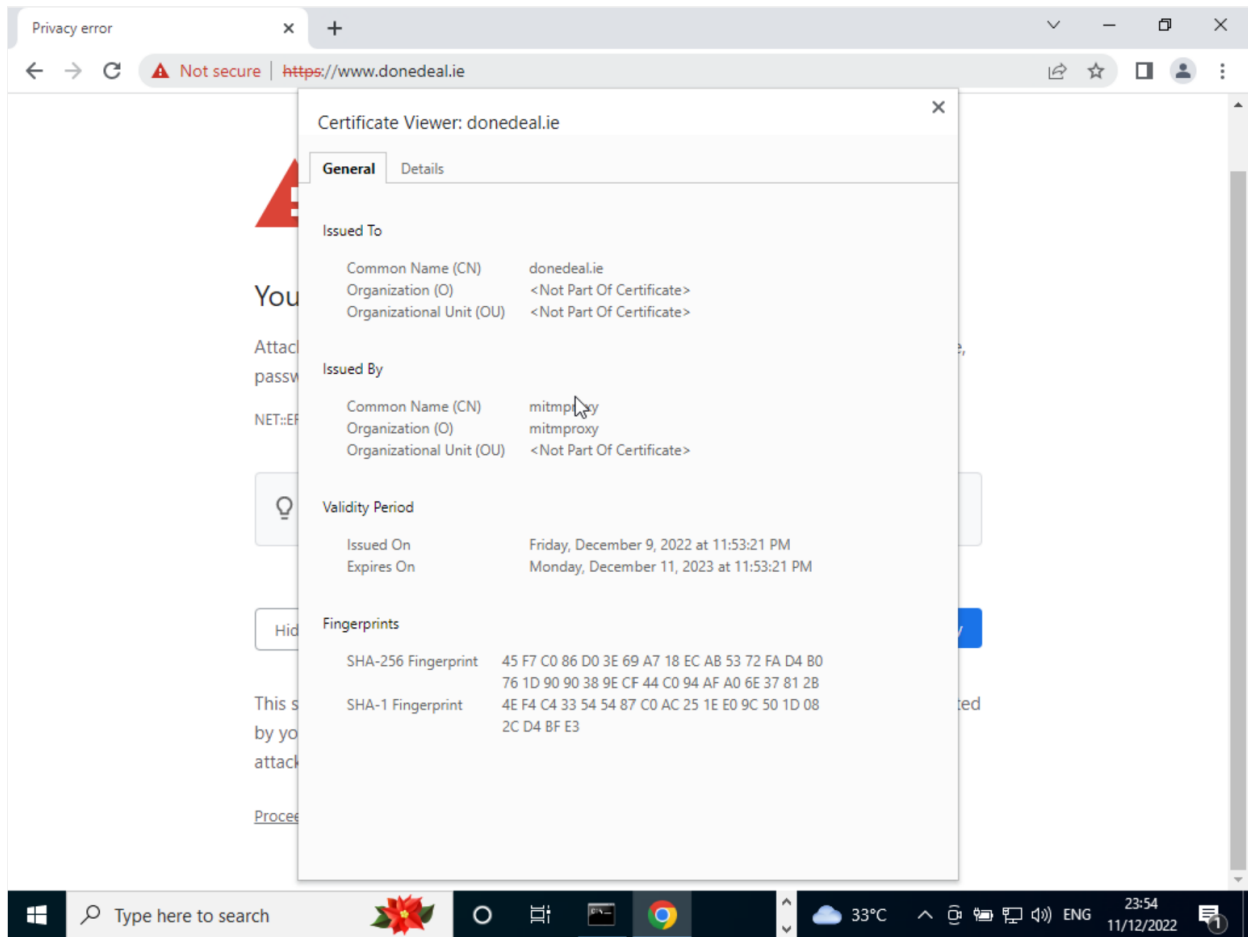 Privacy error
Not secure https://www.donedeal.ie
Certificate Viewer: donedeal.ie
General Details
Issued To
Common Name (CN) donedeal.ie
Organization (O) <Not Part Of Certificate>
Organizational Unit (OU) <Not Part Of Certificate>
You
Attac
passw
Issued By
Common Name (CN) mitmproxy
Organization (O) mitmproxy
Organizational Unit (OU) <Not Part Of Certificate>
NET::ER
Validity Period
Issued On Friday, December 9, 2022 at 11:53:21 PM
Expires On Monday, December 11, 2023 at 11:53:21 PM
Hid
Fingerprints
SHA-256 Fingerprint 45 F7 C0 86 D0 3E 69 A7 18 EC AB 53 72 FA D4 B0
76 1D 90 90 38 9E CF 44 C0 94 AF A0 6E 37 81 2B
SHA-1 Fingerprint 4E F4 C4 33 54 54 87 C0 AC 25 1E E0 9C 50 1D 08
2C D4 BF E3
This s
ted
by yo
attack
Procee
Type here to search
33°C
ENG
23:54
11/12/2022
1